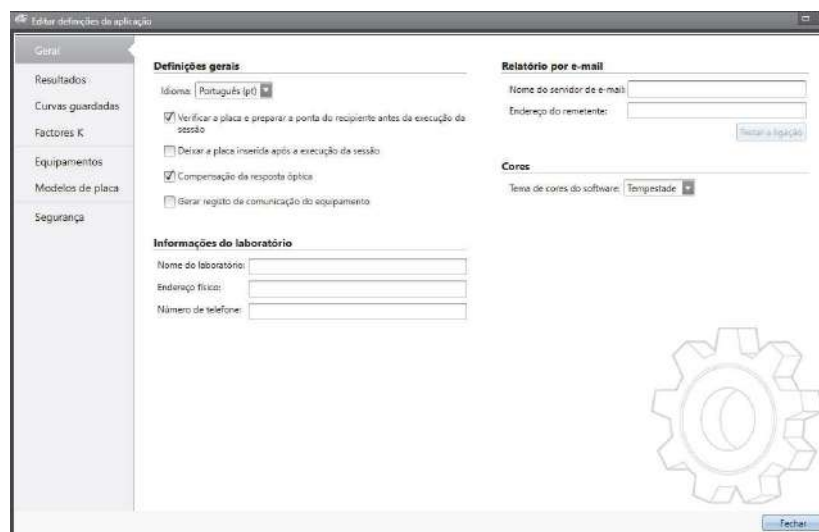 Editar definições da aplicação
Geral
Resultados
Curvas guardadas
Factores K
Equipamentos
Modelos de placa
Segurança
Definições gerais
Idioma: Português (pt)
Verificar a placa e preparar a ponta do recipiente antes da execução da
sessão
Deixar a placa inserida após a execução da sessão
Compensação da resposta óptica
Gerar registo de comunicação do equipamento
Informações do laboratório
Nome do laboratório:
Endereço físico:
Número de telefone:
Relatório por e-mail
Nome do servidor de e-mail:
Endereço do remetente:
Testar a ligação
Cores
Tema de cores do software: Tempestade
Fechar